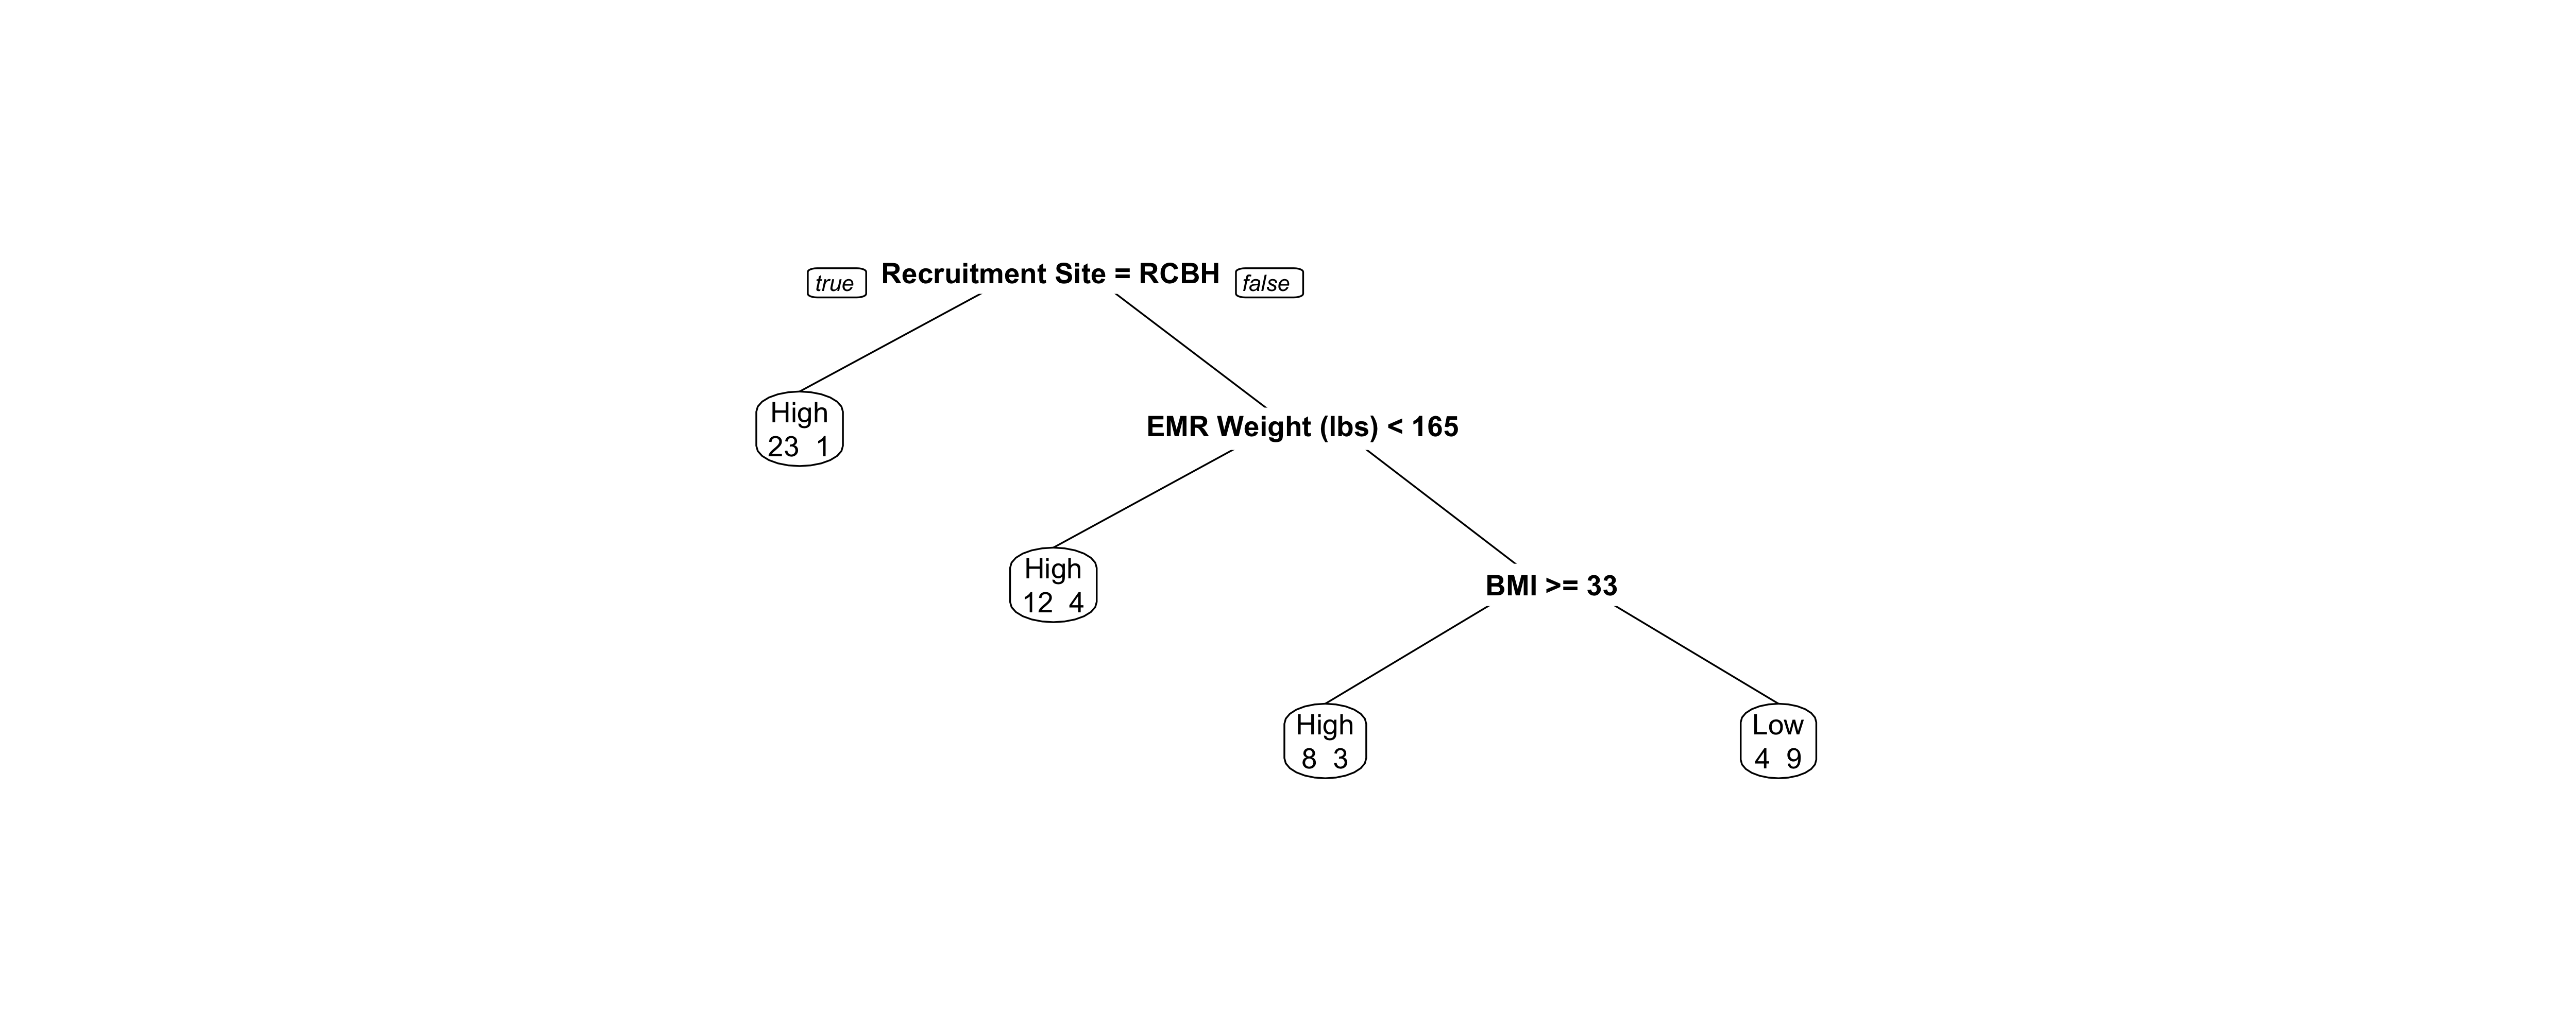 true Recruitment Site = RCBH false
High
23 1
EMR Weight (lbs) < 165
High
12 4
BMI >= 33
High
8 3
Low
4 9